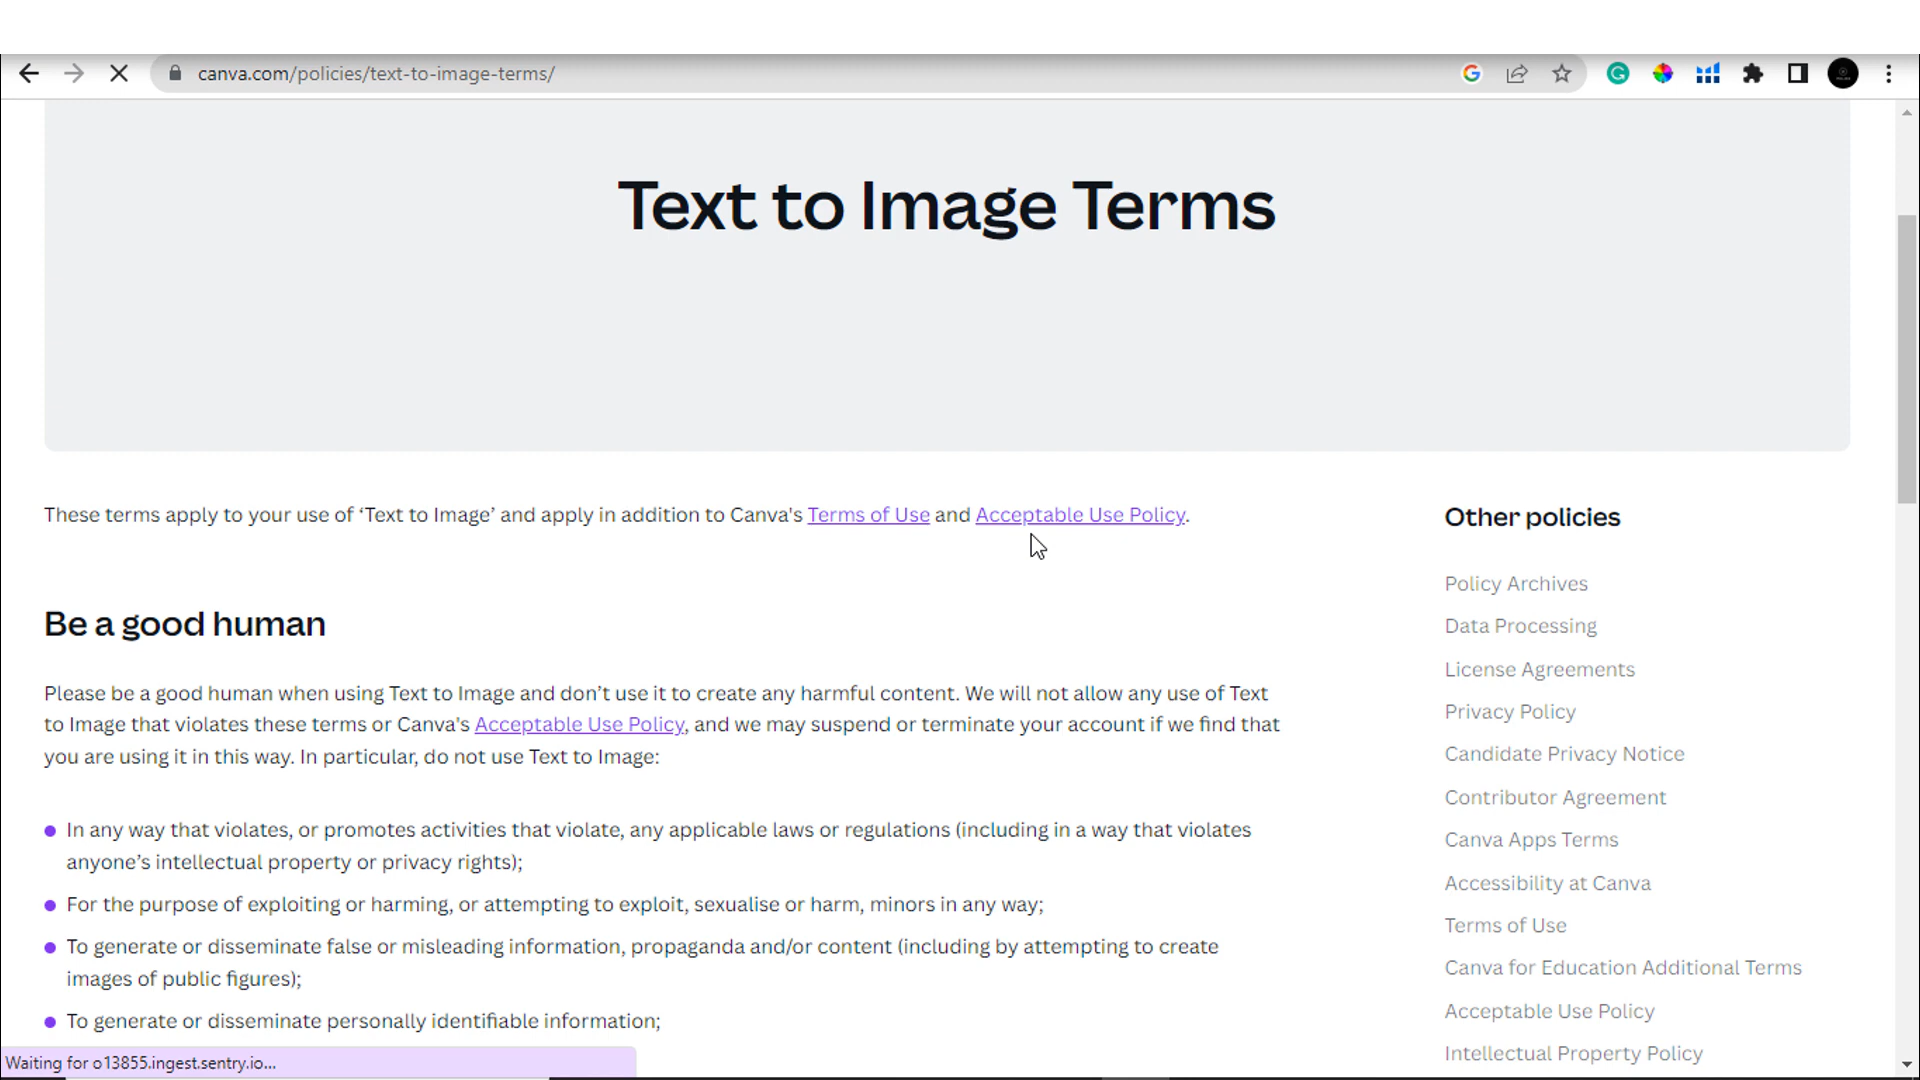 canva.com/policies/text-to-image-terms/
Text to Image Terms
These terms apply to your use of ‘Text to Image’ and apply in addition to Canva's Terms of Use and Acceptable Use Policy.
Be a good human
Please be a good human when using Text to Image and don’t use it to create any harmful content. We will not allow any use of Text
to Image that violates these terms or Canva's Acceptable Use Policy, and we may suspend or terminate your account if we find that
you are using it in this way. In particular, do not use Text to Image:
In any way that violates, or promotes activities that violate, any applicable laws or regulations (including in a way that violates
anyone’s intellectual property or privacy rights);
For the purpose of exploiting or harming, or attempting to exploit, sexualise or harm, minors in any way;
To generate or disseminate false or misleading information, propaganda and/or content (including by attempting to create
images of public figures);
To generate or disseminate personally identifiable information;
Other policies
Policy Archives
Data Processing
License Agreements
Privacy Policy
Candidate Privacy Notice
Contributor Agreement
Canva Apps Terms
Accessibility at Canva
Terms of Use
Canva for Education Additional Terms
Acceptable Use Policy
Intellectual Property Policy
Waiting for o13855.ingest.sentry.io...